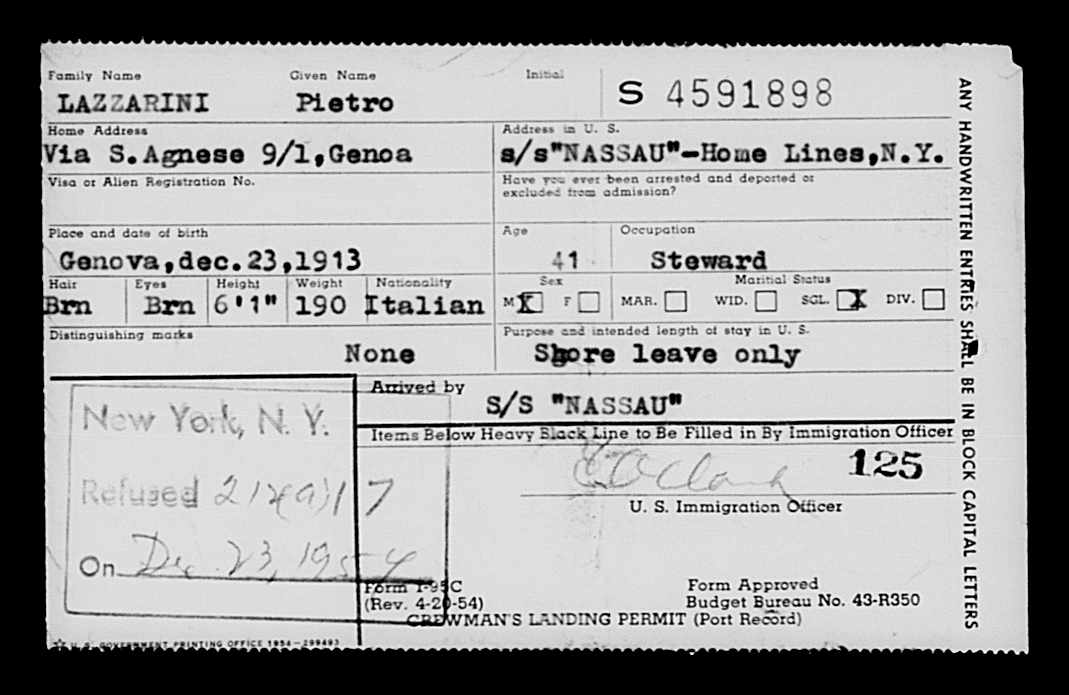 Family Name Given Name Initial
LAZZARINI Pietro S 4591898
Home Address Address in U. S.
Via S.Agnese 9/1,Genoa s/s"NASSAU"-Home Lines,N.Y.
Visa or Alien Registration No. Have you ever been arrested and deported or
excluded from admission?
Place and date of birth Age Occupation
Genova,dec.23,1913 41 Steward
Hair Eyes Height Weight Nationality Sex Maritial Status
Brn Brn 6'1" 190 Italian M X F MAR. WID. SGL. X DIV.
Distinguishing marks Purpose and intended length of stay in U. S.
None Shore leave only
Arrived by
S/S "NASSAU"
Items Below Heavy Black Line to Be Filled in By Immigration Officer
New York, N. Y.
125
Refused 212(a)17
U. S. Immigration Officer
On Dec 23, 1954
Form I-95C Form Approved
(Rev. 4-20-54) Budget Bureau No. 43-R350
CREWMAN'S LANDING PERMIT (Port Record)
U. S. GOVERNMENT PRINTING OFFICE 1954-299493
ANY HANDWRITTEN ENTRIES SHALL BE IN BLOCK CAPITAL LETTERS